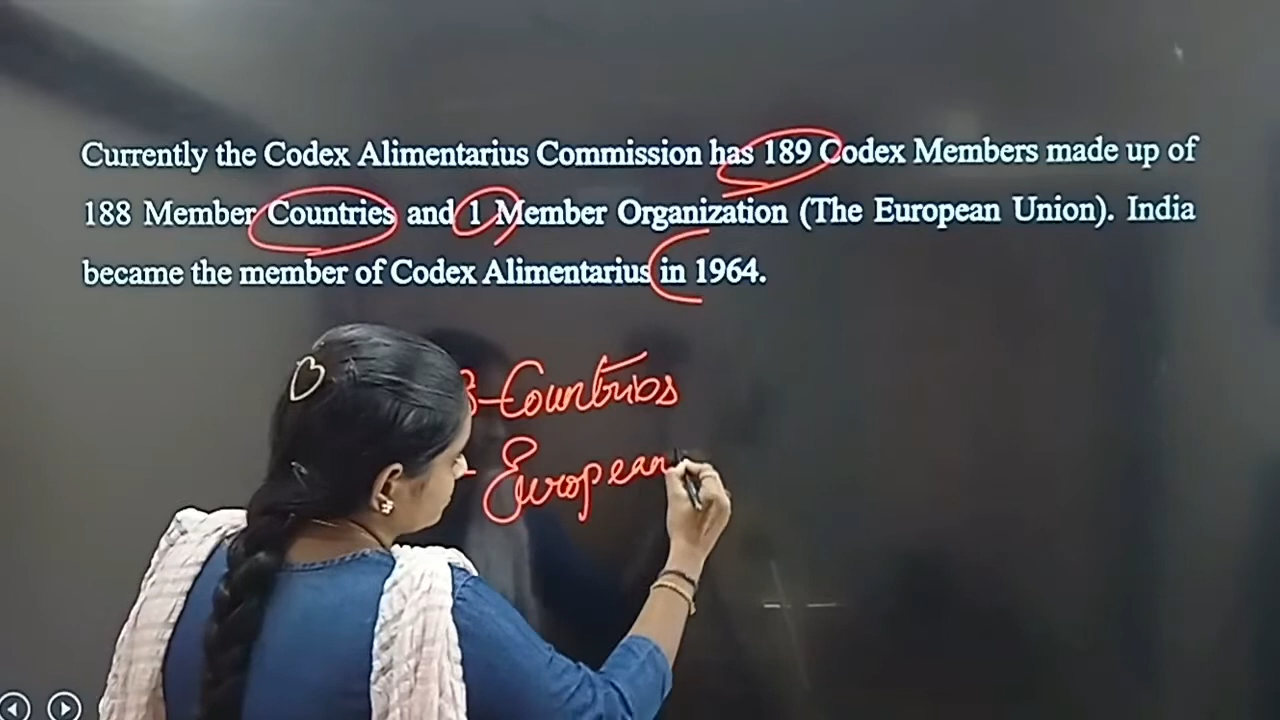 Currently the Codex Alimentarius Commission has 189 Codex Members made up of
188 Member Countries and 1 Member Organization (The European Union). India
became the member of Codex Alimentarius in 1964.
8-Countries
- European